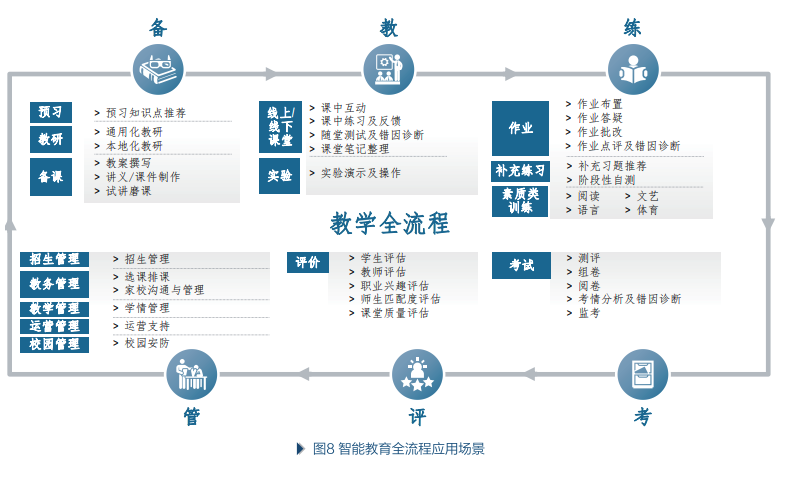 备
教
练
预习
> 预习知识点推荐
教研
> 通用化教研
> 本地化教研
备课
> 教案撰写
> 讲义/课件制作
> 试讲磨课
线上/
线下
课堂
> 课中互动
> 课中练习及反馈
> 随堂测试及错因诊断
> 课堂笔记整理
实验
> 实验演示及操作
作业
> 作业布置
> 作业答疑
> 作业批改
> 作业点评及错因诊断
补充练习
> 补充习题推荐
> 阶段性自测
素质类
训练
> 阅读 > 文艺
> 语言 > 体育
教学全流程
招生管理
> 招生管理
教务管理
> 选课排课
> 家校沟通与管理
教学管理
> 学情管理
运营管理
> 运营支持
校园管理
> 校园安防
评价
> 学生评估
> 教师评估
> 职业兴趣评估
> 师生匹配度评估
> 课堂质量评估
考试
> 测评
> 组卷
> 阅卷
> 考情分析及错因诊断
> 监考
管
评
考
图8 智能教育全流程应用场景